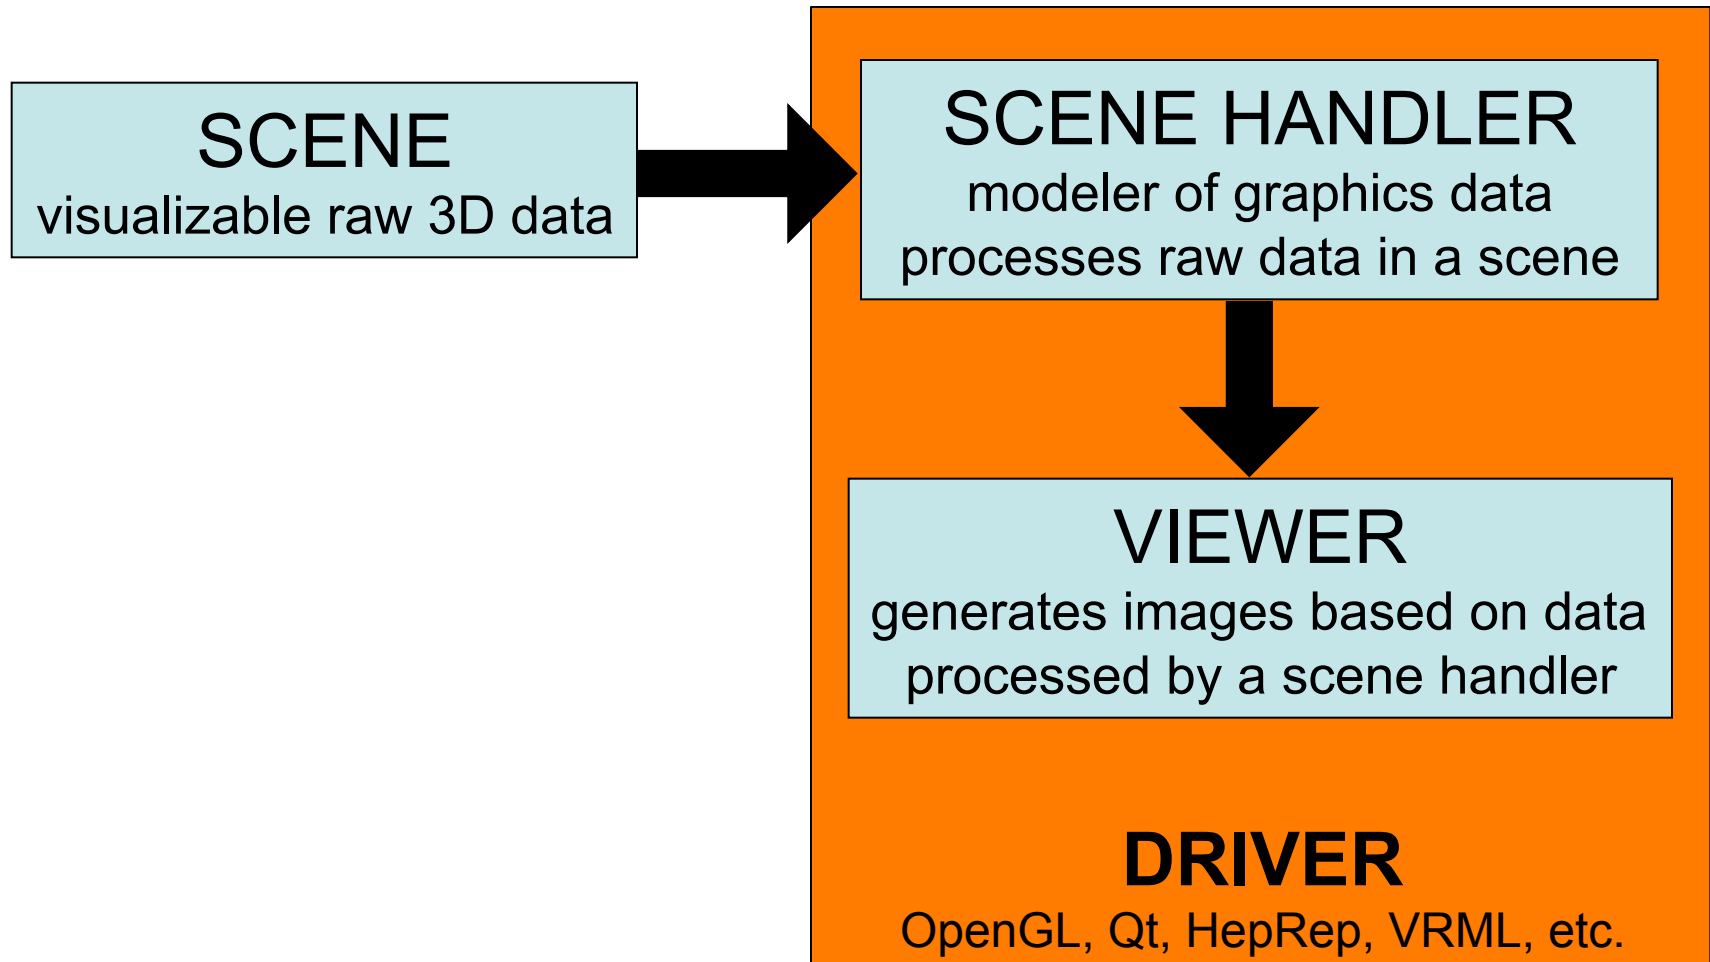 SCENE
visualizable raw 3D data
SCENE HANDLER
modeler of graphics data
processes raw data in a scene
VIEWER
generates images based on data
processed by a scene handler
DRIVER
OpenGL, Qt, HepRep, VRML, etc.